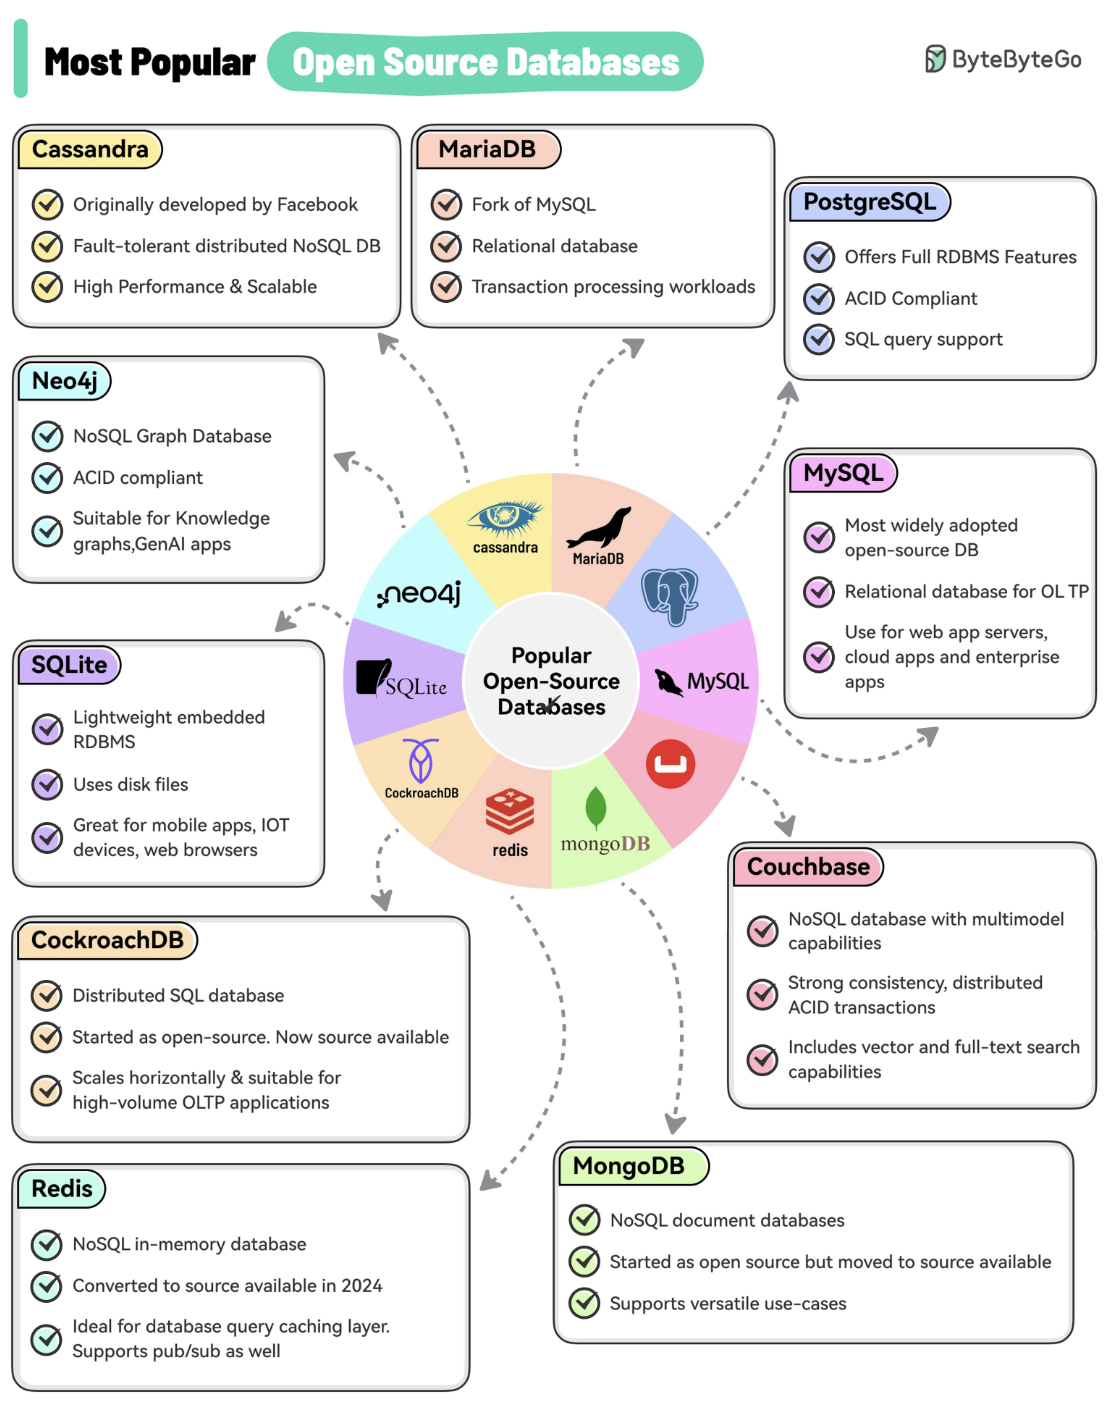 Most Popular Open Source Databases
ByteByteGo
Cassandra
Originally developed by Facebook
Fault-tolerant distributed NoSQL DB
High Performance & Scalable
MariaDB
Fork of MySQL
Relational database
Transaction processing workloads
PostgreSQL
Offers Full RDBMS Features
ACID Compliant
SQL query support
Neo4j
NoSQL Graph Database
ACID compliant
Suitable for Knowledge
graphs,GenAI apps
MySQL
Most widely adopted
open-source DB
Relational database for OL TP
Use for web app servers,
cloud apps and enterprise
apps
cassandra
MariaDB
neo4j
SQLite
MySQL
CockroachDB
redis
mongoDB
Popular
Open-Source
Databases
SQLite
Lightweight embedded
RDBMS
Uses disk files
Great for mobile apps, IOT
devices, web browsers
Couchbase
NoSQL database with multimodel
capabilities
Strong consistency, distributed
ACID transactions
Includes vector and full-text search
capabilities
CockroachDB
Distributed SQL database
Started as open-source. Now source available
Scales horizontally & suitable for
high-volume OLTP applications
Redis
NoSQL in-memory database
Converted to source available in 2024
Ideal for database query caching layer.
Supports pub/sub as well
MongoDB
NoSQL document databases
Started as open source but moved to source available
Supports versatile use-cases